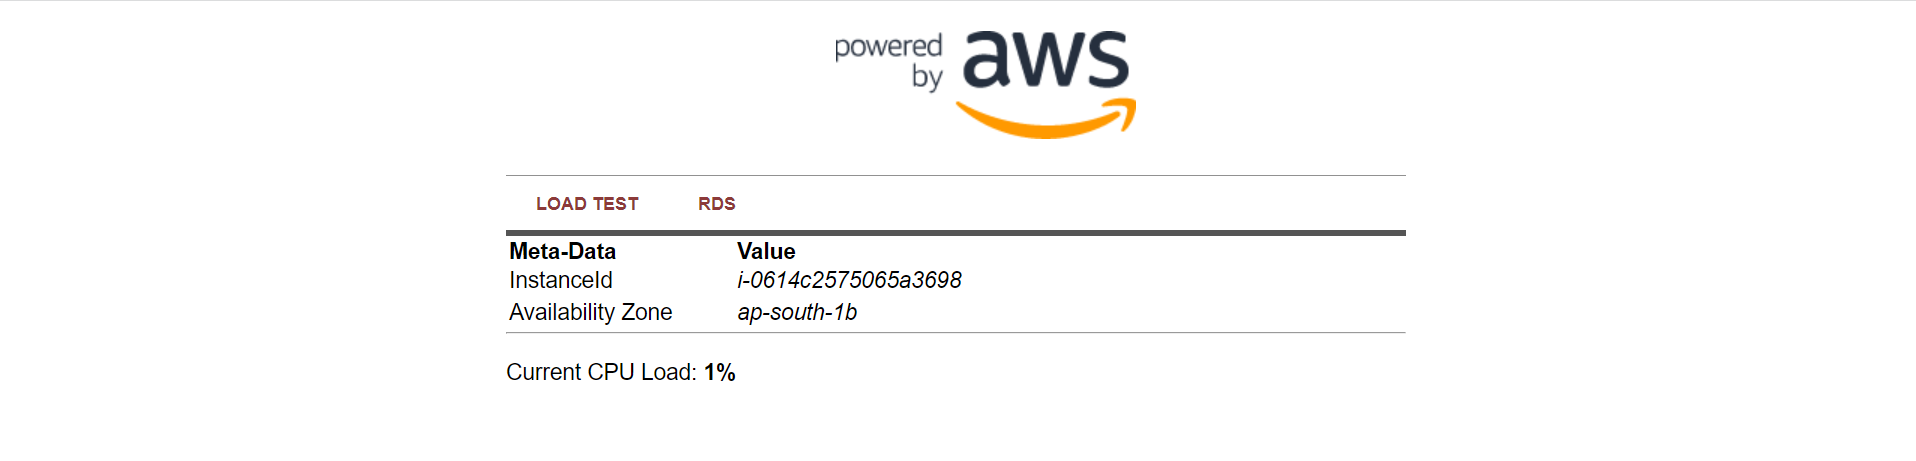 powered by aws
LOAD TEST RDS
Meta-Data Value
InstanceId i-0614c2575065a3698
Availability Zone ap-south-1b
Current CPU Load: 1%